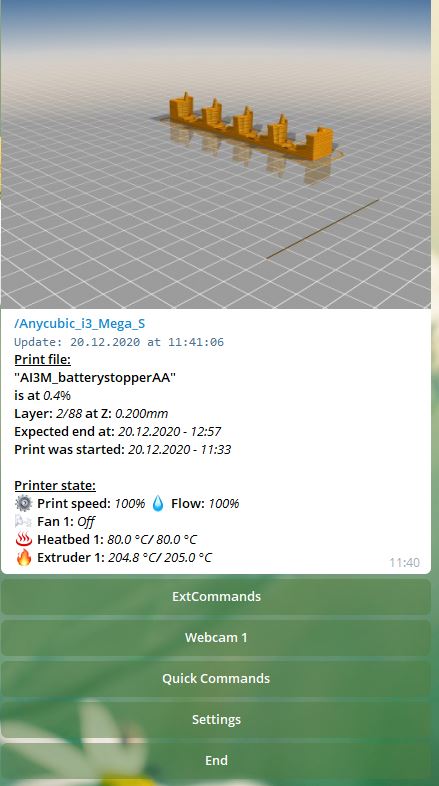 /Anycubic_i3_Mega_S
Update: 20.12.2020 at 11:41:06
Print file:
"AI3M_batterystopperAA"
is at 0.4%
Layer: 2/88 at Z: 0.200mm
Expected end at: 20.12.2020 - 12:57
Print was started: 20.12.2020 - 11:33
Printer state:
Print speed: 100% Flow: 100%
Fan 1: Off
Heatbed 1: 80.0 °C/ 80.0 °C
Extruder 1: 204.8 °C/ 205.0 °C
11:40
ExtCommands
Webcam 1
Quick Commands
Settings
End